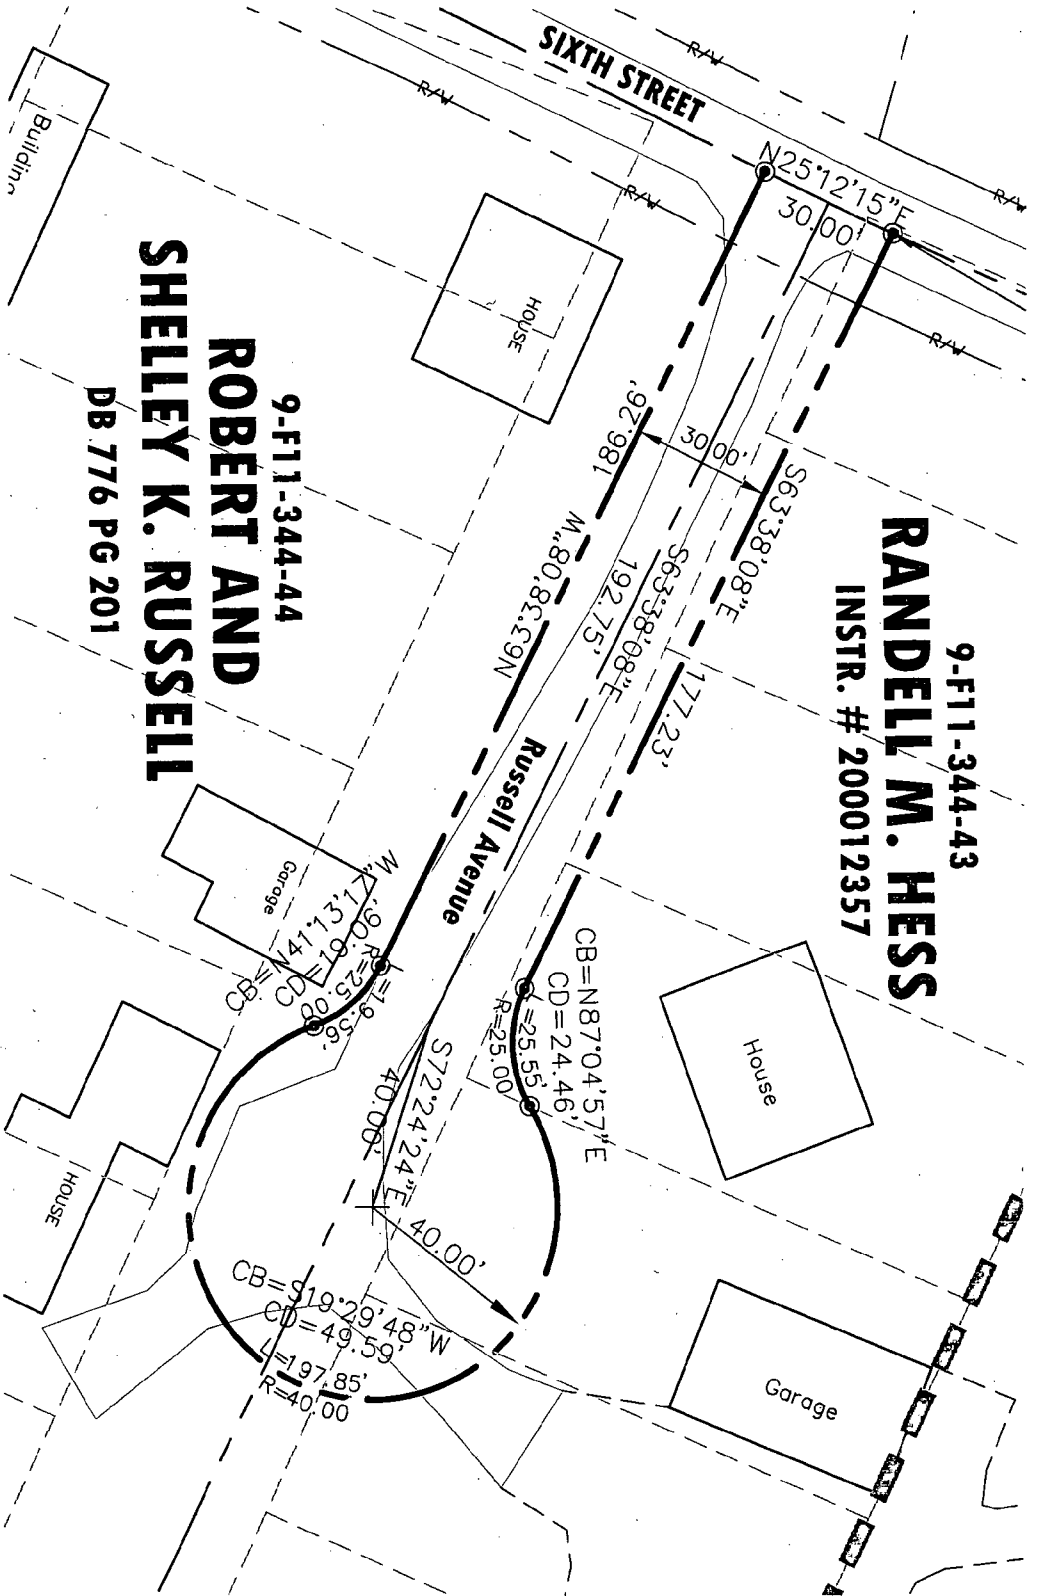 SIXTH STREET
R/W
R/W
R/W
R/W
R/W
N25°12'15"E
30.00'
Building
HOUSE
186.26'
30.00'
S63°38'08"E
177.23'
N63°38'08"W
S63°38'08"E
192.75'
Russell Avenue
9-F11-344-43
RANDELL M. HESS
INSTR. # 200012357
9-F11-344-44
ROBERT AND
SHELLEY K. RUSSELL
DB 776 PG 201
Garage
CB=N41°13'17"W
CD=19.06'
R=25.00
L=19.56'
CB=N87°04'57"E
CD=24.46'
L=25.55'
R=25.00
House
S72°24'24"E
40.00'
40.00'
HOUSE
CB=S19°29'48"W
CD=49.59'
L=197.85'
R=40.00
Garage